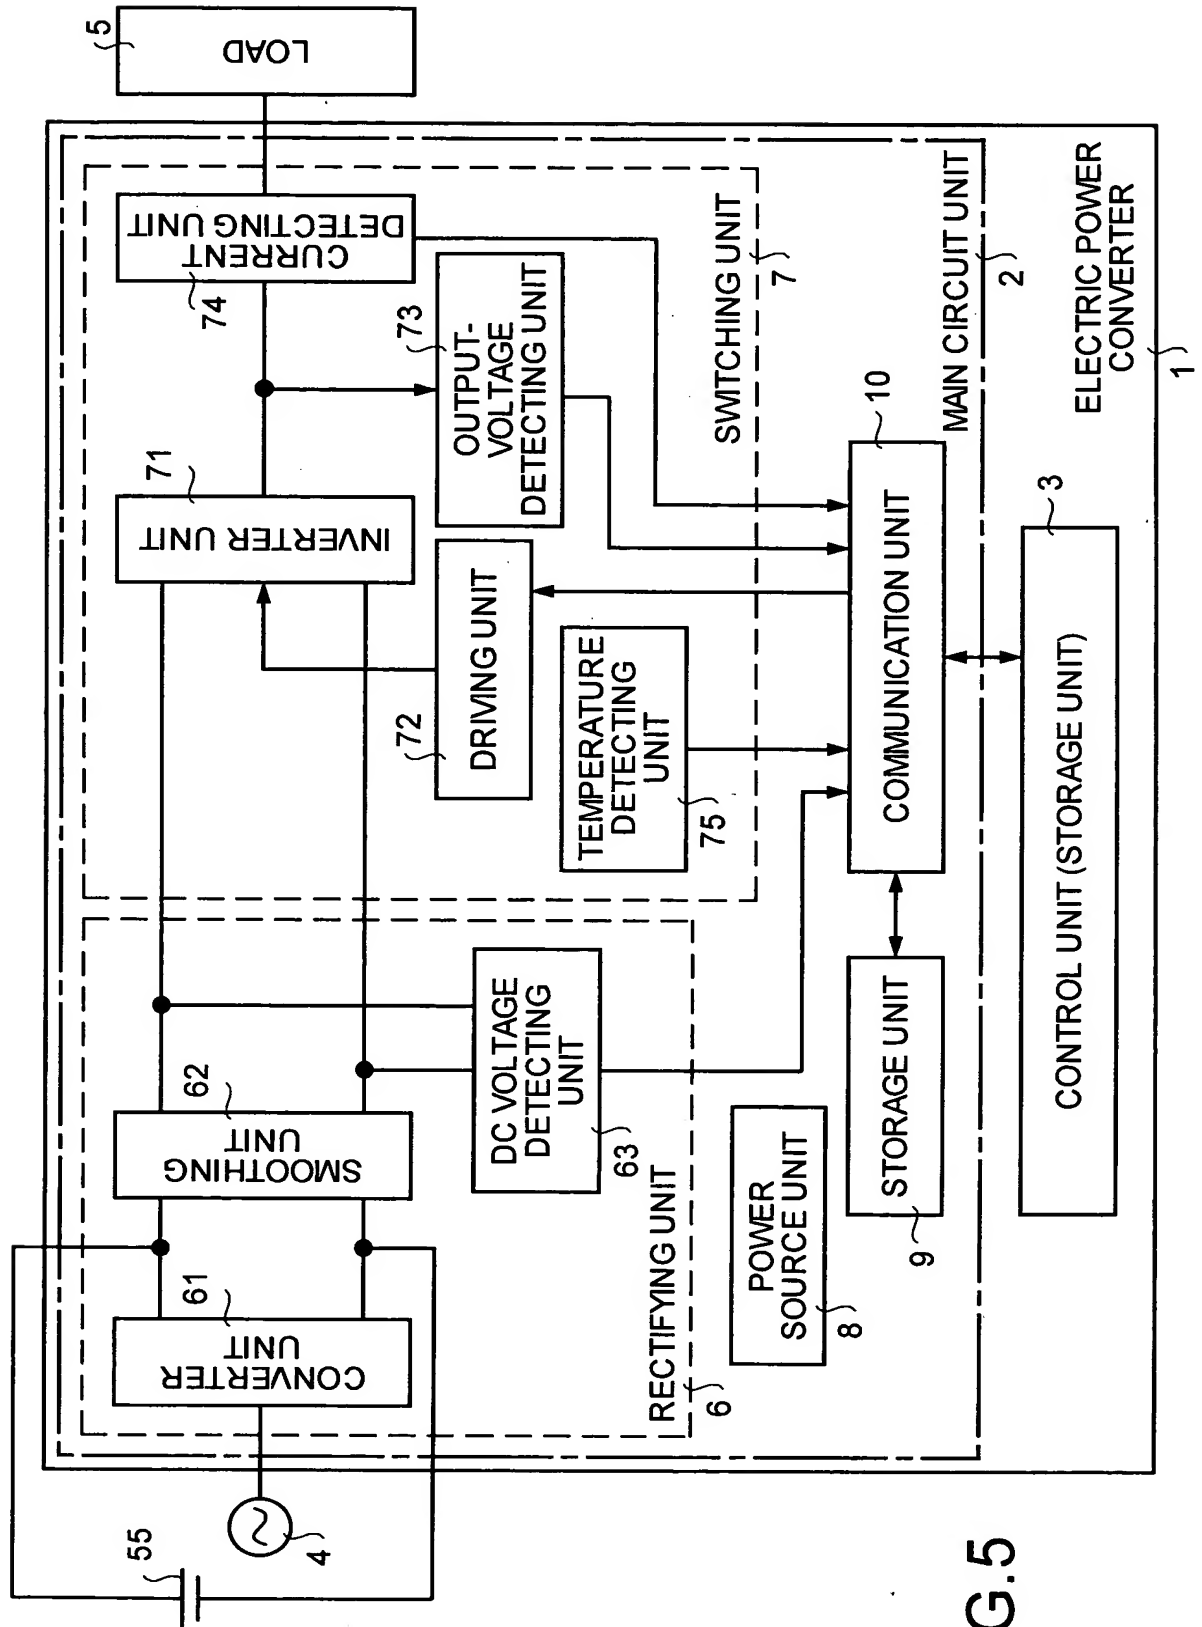 55
4
5
LOAD
61
CONVERTER
UNIT
62
SMOOTHING
UNIT
71
INVERTER UNIT
74
CURRENT
DETECTING UNIT
72
DRIVING UNIT
73
OUTPUT-
VOLTAGE
DETECTING UNIT
DC VOLTAGE
DETECTING
UNIT
63
TEMPERATURE
DETECTING
UNIT
75
RECTIFYING UNIT
6
SWITCHING UNIT
7
POWER
SOURCE UNIT
8
STORAGE UNIT
9
COMMUNICATION UNIT
10
MAIN CIRCUIT UNIT
2
CONTROL UNIT (STORAGE UNIT)
3
ELECTRIC POWER
CONVERTER
1
G.5